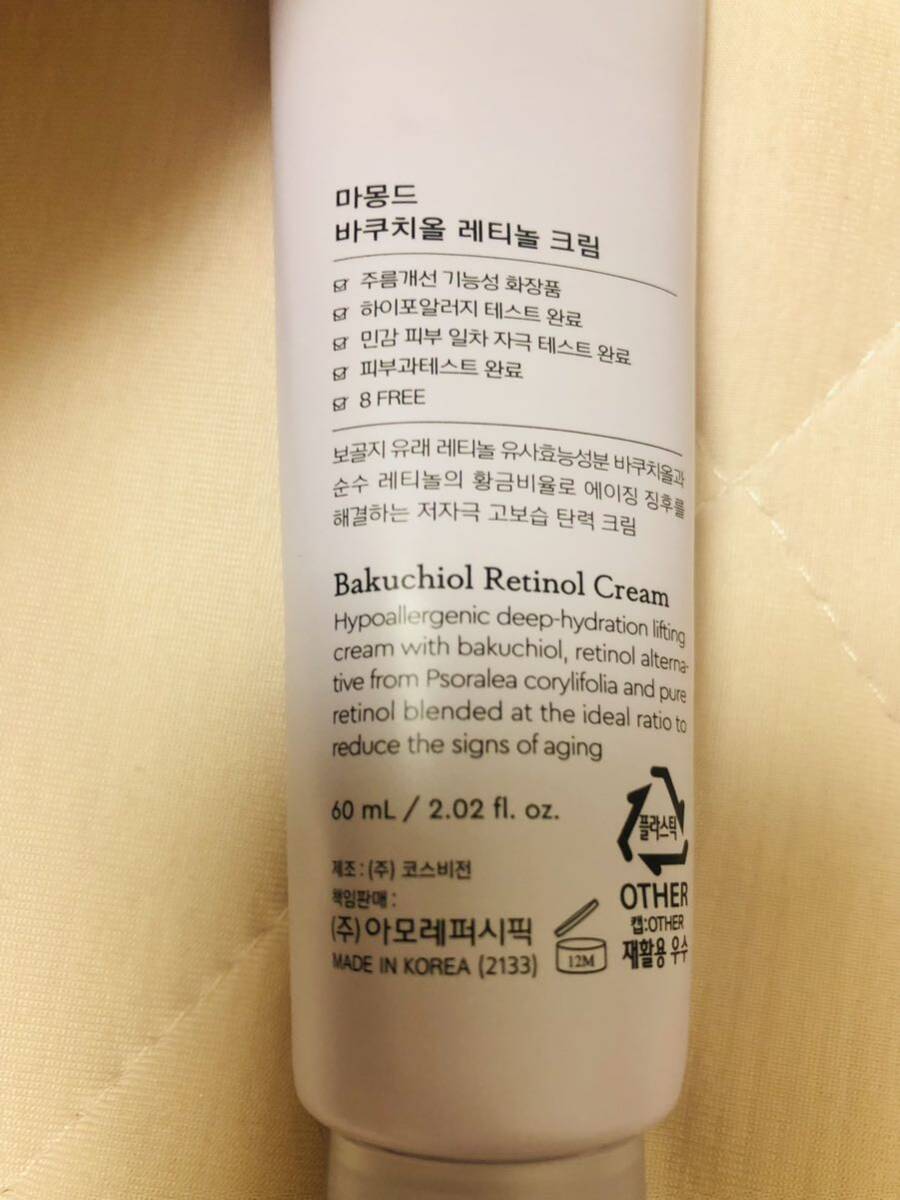 마몽드
바쿠치올 레티놀 크림
주름개선 기능성 화장품
하이포알러지 테스트 완료
민감 피부 일차 자극 테스트 완료
피부과테스트 완료
8 FREE
보골지 유래 레티놀 유사효능성분 바쿠치올과
순수 레티놀의 황금비율로 에이징 징후를
해결하는 저자극 고보습 탄력 크림
Bakuchiol Retinol Cream
Hypoallergenic deep-hydration lifting
cream with bakuchiol, retinol alterna-
tive from Psoralea corylifolia and pure
retinol blended at the ideal ratio to
reduce the signs of aging
60 mL / 2.02 fl. oz.
제조 : (주) 코스비전
책임판매 :
(주)아모레퍼시픽
MADE IN KOREA (2133)
12M
플라스틱
OTHER
캡:OTHER
재활용 우수